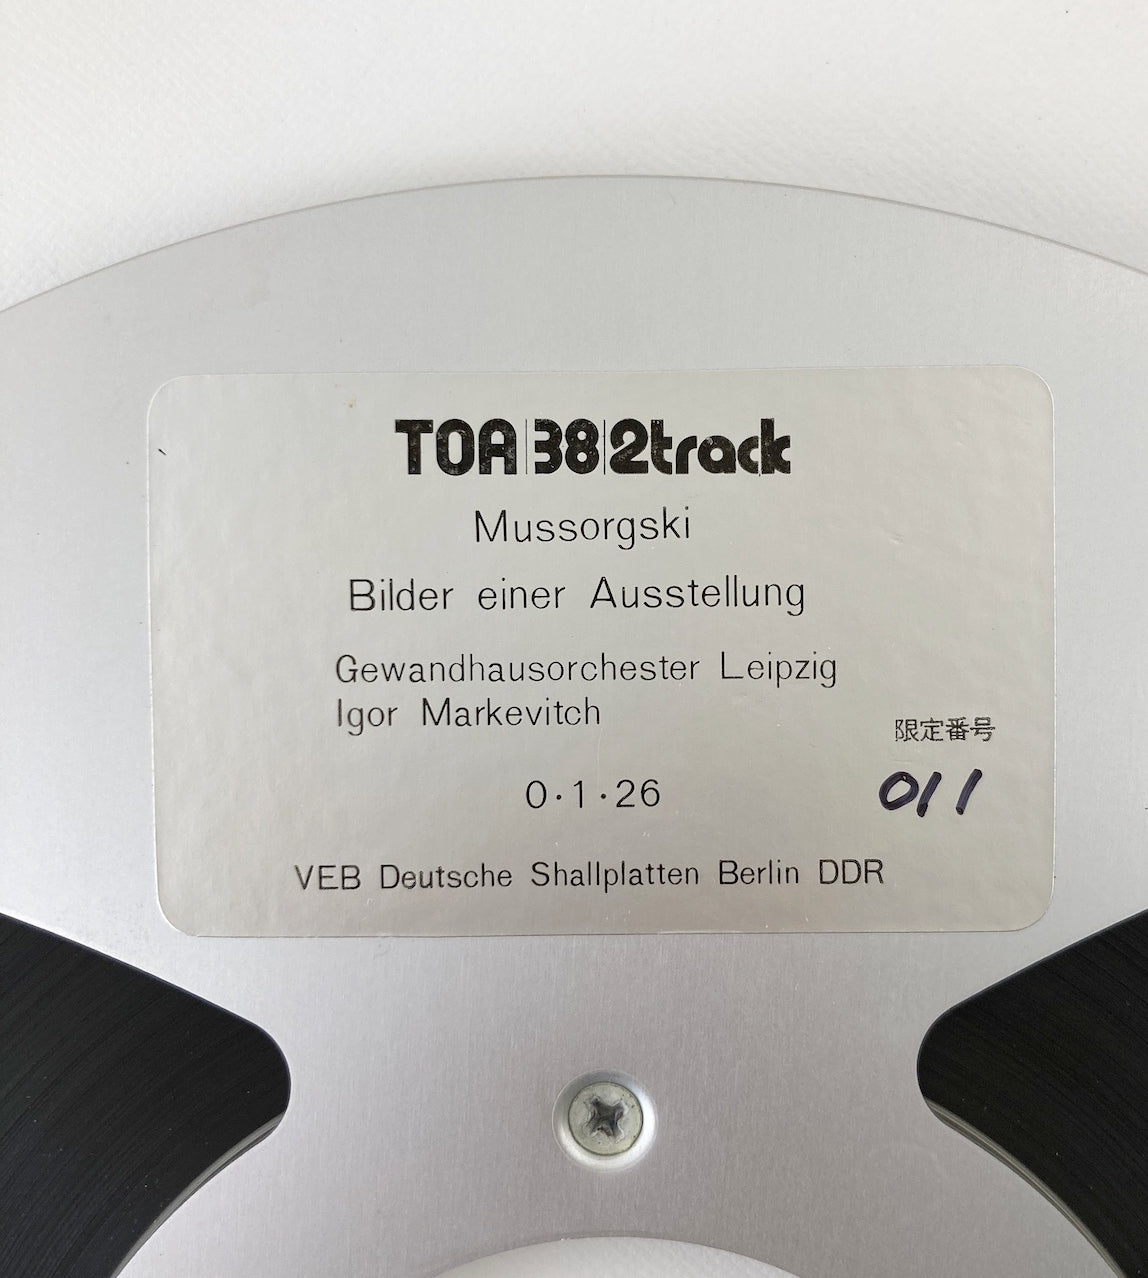 TOA|38|2track
Mussorgski
Bilder einer Ausstellung
Gewandhausorchester Leipzig
Igor Markevitch
限定番号
0·1·26
011
VEB Deutsche Shallplatten Berlin DDR